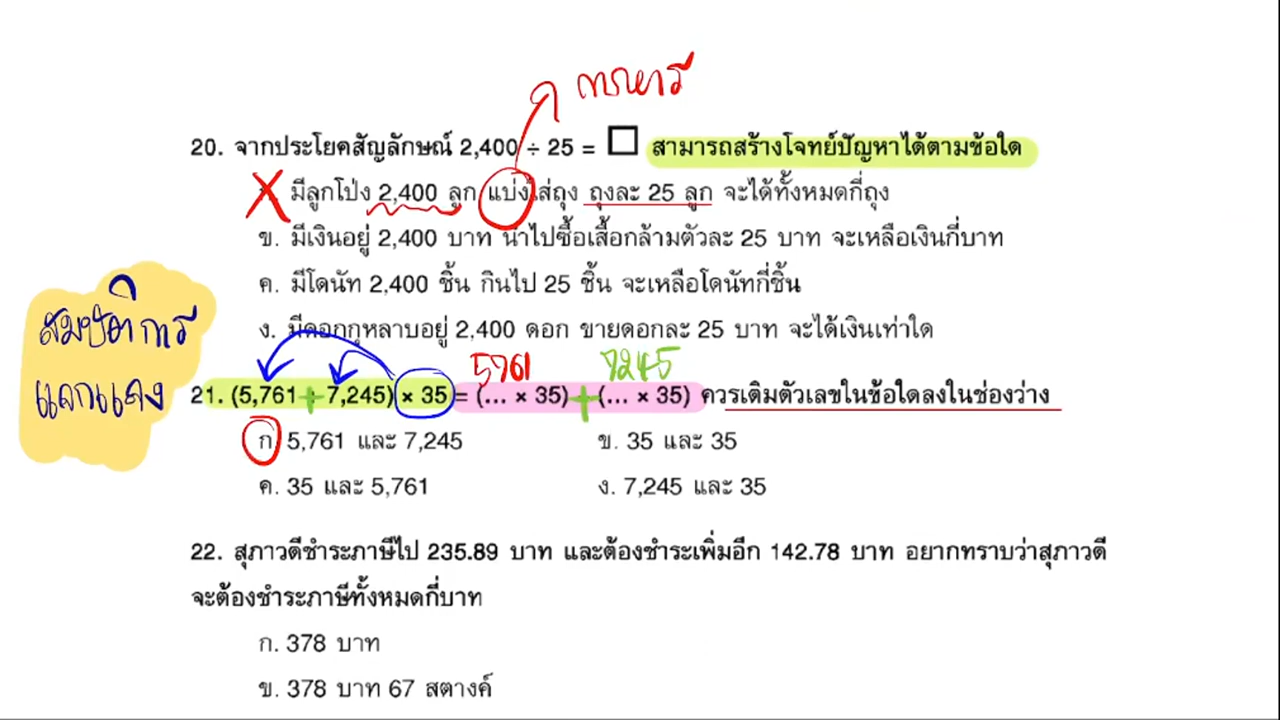 การหาร
20. จากประโยคสัญลักษณ์ 2,400 ÷ 25 = □ สามารถสร้างโจทย์ปัญหาได้ตามข้อใด
มีลูกโป่ง 2,400 ลูก แบ่งใส่ถุง ถุงละ 25 ลูก จะได้ทั้งหมดกี่ถุง
ข. มีเงินอยู่ 2,400 บาท นำไปซื้อเสื้อกล้ามตัวละ 25 บาท จะเหลือเงินกี่บาท
ค. มีโดนัท 2,400 ชิ้น กินไป 25 ชิ้น จะเหลือโดนัทกี่ชิ้น
ง. มีดอกกุหลาบอยู่ 2,400 ดอก ขายดอกละ 25 บาท จะได้เงินเท่าใด
สมบัติการ
แจกแจง
5761 7245
21. (5,761 + 7,245) × 35 = (... × 35) + (... × 35) ควรเติมตัวเลขในข้อใดลงในช่องว่าง
ก. 5,761 และ 7,245 ข. 35 และ 35
ค. 35 และ 5,761 ง. 7,245 และ 35
22. สุภาวดีชำระภาษีไป 235.89 บาท และต้องชำระเพิ่มอีก 142.78 บาท อยากทราบว่าสุภาวดี
จะต้องชำระภาษีทั้งหมดกี่บาท
ก. 378 บาท
ข. 378 บาท 67 สตางค์